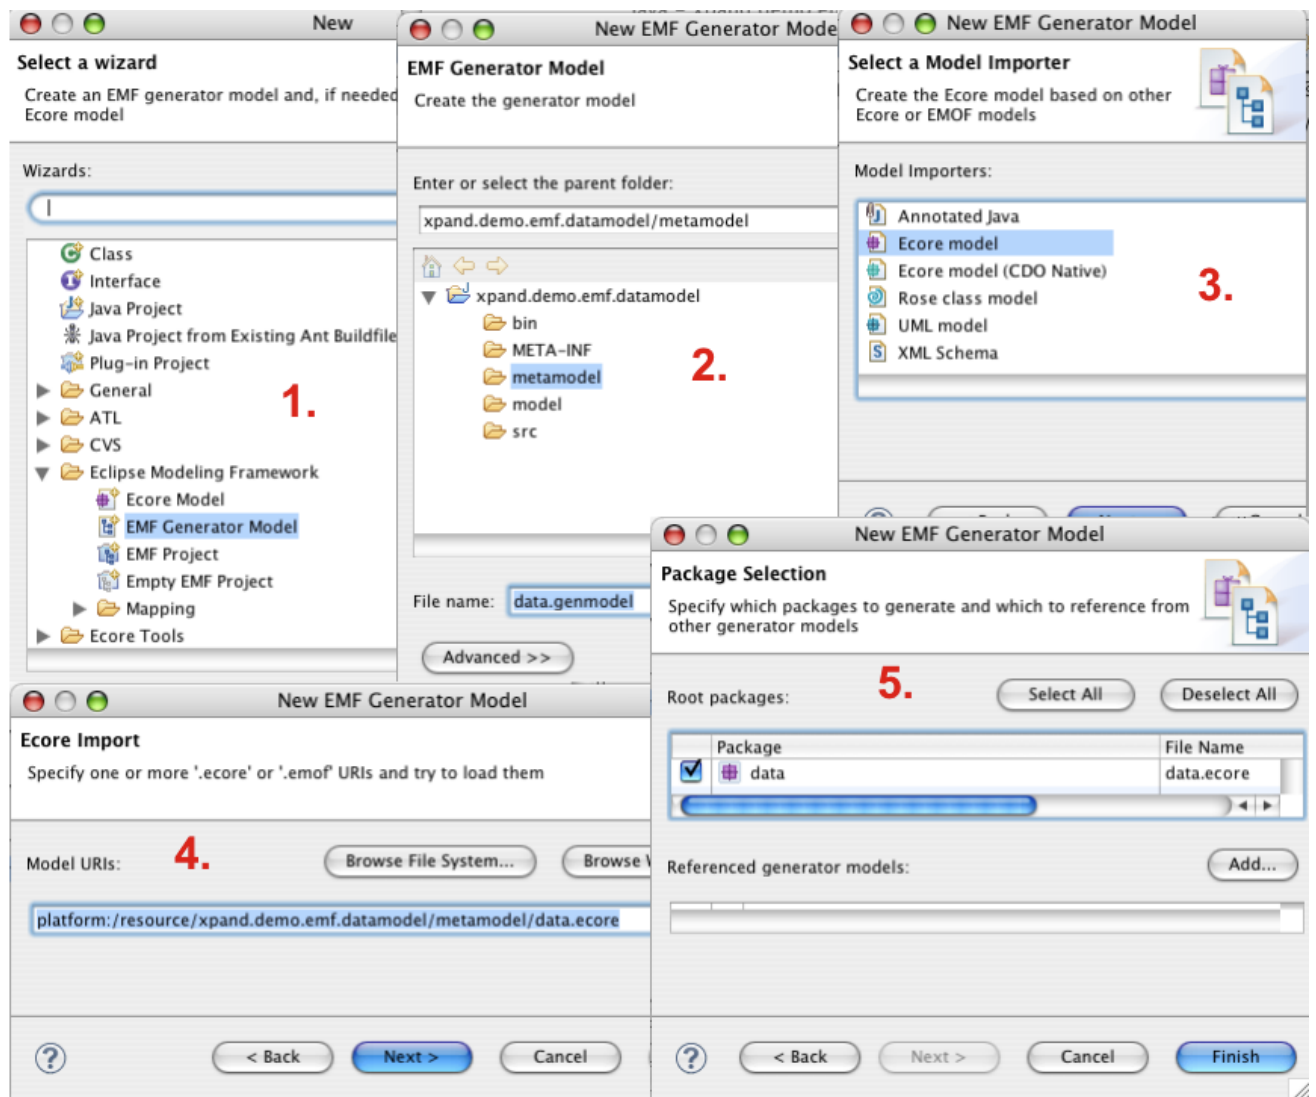 New
Select a wizard
Create an EMF generator model and, if needed
Ecore model
Wizards:
Class
Interface
Java Project
Java Project from Existing Ant Buildfile
Plug-in Project
General
1.
ATL
CVS
Eclipse Modeling Framework
Ecore Model
EMF Generator Model
EMF Project
Empty EMF Project
Mapping
Ecore Tools
New EMF Generator Mode
EMF Generator Model
Create the generator model
Enter or select the parent folder:
xpand.demo.emf.datamodel/metamodel
xpand.demo.emf.datamodel
bin
META-INF
2.
metamodel
model
src
File name: data.genmodel
Advanced >>
New EMF Generator Model
Select a Model Importer
Create the Ecore model based on other
Ecore or EMOF models
Model Importers:
Annotated Java
Ecore model
Ecore model (CDO Native)
3.
Rose class model
UML model
XML Schema
New EMF Generator Model
Ecore Import
Specify one or more '.ecore' or '.emof' URIs and try to load them
4.
Model URIs: Browse File System... Browse
platform:/resource/xpand.demo.emf.datamodel/metamodel/data.ecore
? < Back Next > Cancel
New EMF Generator Model
Package Selection
Specify which packages to generate and which to reference from
other generator models
5.
Root packages: Select All Deselect All
Package File Name
data data.ecore
Referenced generator models: Add...
? < Back Next > Cancel Finish